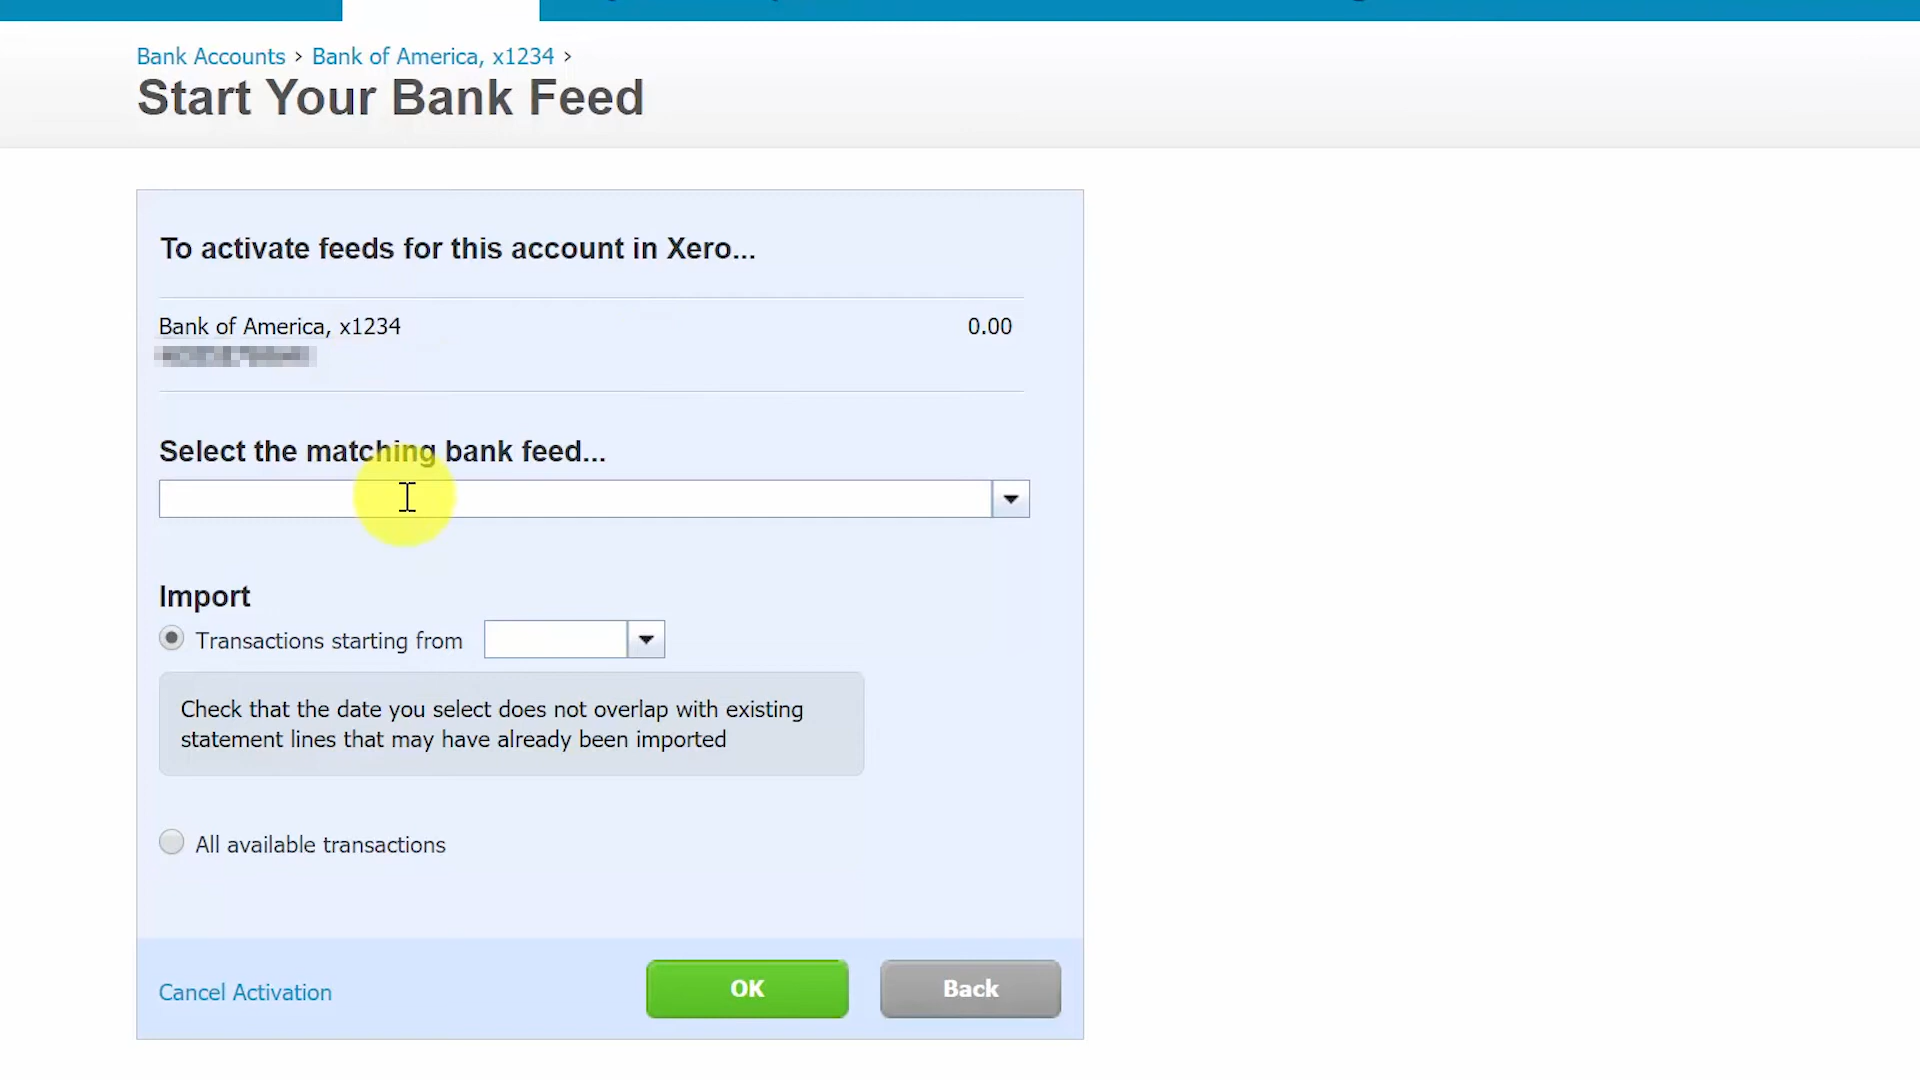 Bank Accounts › Bank of America, x1234 ›
Start Your Bank Feed
To activate feeds for this account in Xero...
Bank of America, x1234 0.00
Select the matching bank feed...
Import
Transactions starting from
Check that the date you select does not overlap with existing
statement lines that may have already been imported
All available transactions
Cancel Activation OK Back